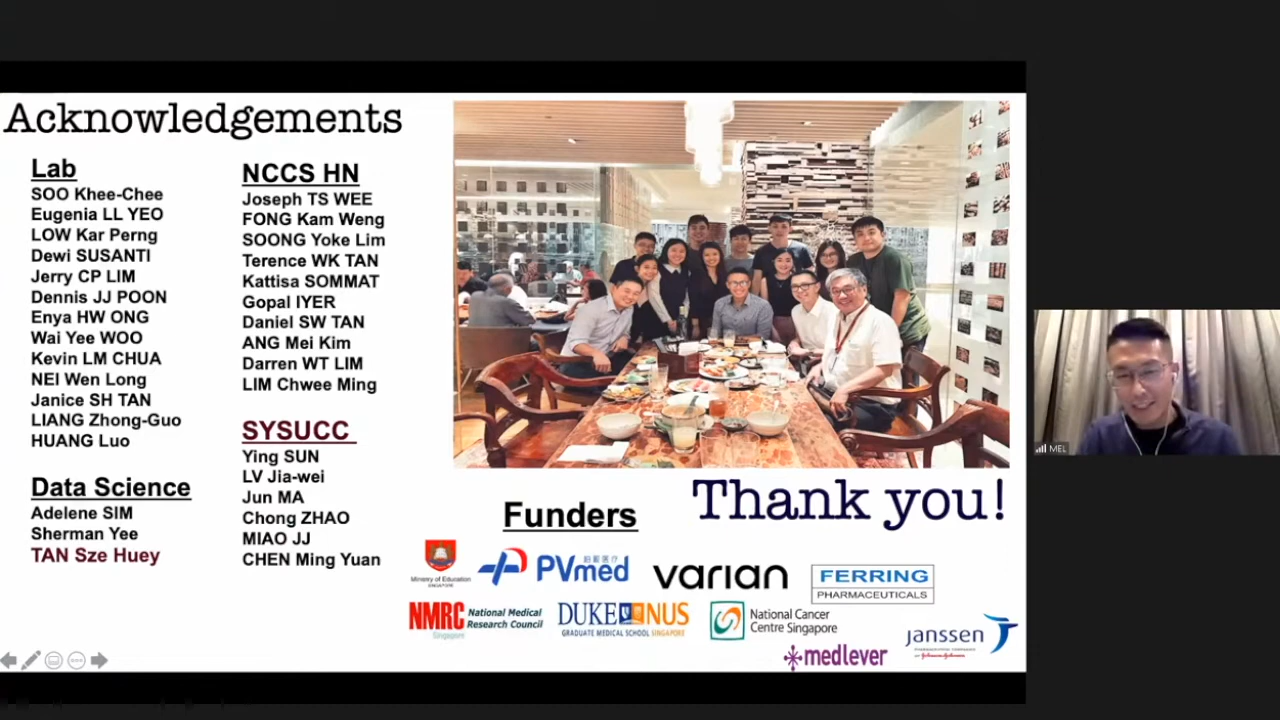 Acknowledgements
Lab
SOO Khee-Chee
Eugenia LL YEO
LOW Kar Perng
Dewi SUSANTI
Jerry CP LIM
Dennis JJ POON
Enya HW ONG
Wai Yee WOO
Kevin LM CHUA
NEI Wen Long
Janice SH TAN
LIANG Zhong-Guo
HUANG Luo
Data Science
Adelene SIM
Sherman Yee
TAN Sze Huey
NCCS HN
Joseph TS WEE
FONG Kam Weng
SOONG Yoke Lim
Terence WK TAN
Kattisa SOMMAT
Gopal IYER
Daniel SW TAN
ANG Mei Kim
Darren WT LIM
LIM Chwee Ming
SYSUCC
Ying SUN
LV Jia-wei
Jun MA
Chong ZHAO
MIAO JJ
CHEN Ming Yuan
Thank you!
Funders
Ministry of Education
SINGAPORE
PVmed
varian
FERRING
PHARMACEUTICALS
NMRC National Medical
Research Council
Singapore
DUKE NUS
GRADUATE MEDICAL SCHOOL SINGAPORE
National Cancer
Centre Singapore
janssen
medlever
MEL